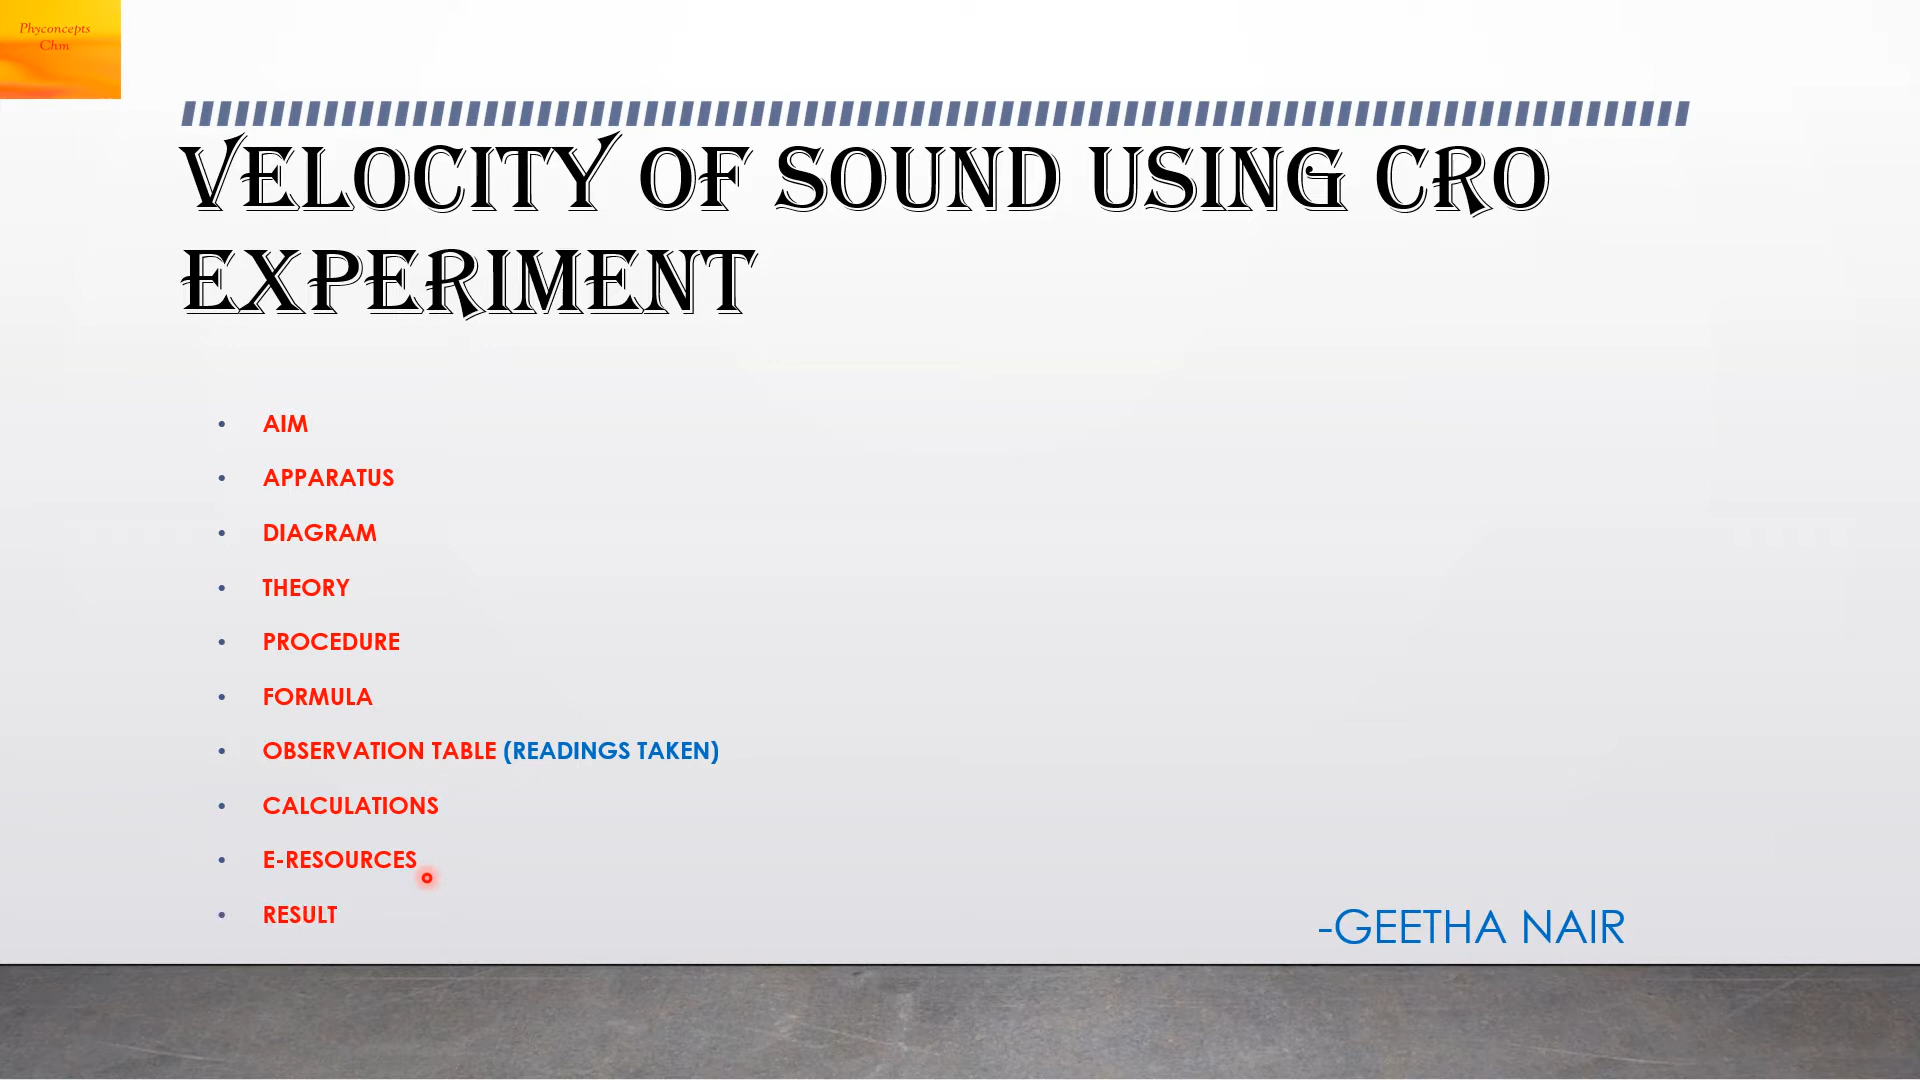 Phyconcepts
Chm
VELOCITY OF SOUND USING CRO
EXPERIMENT
• AIM
• APPARATUS
• DIAGRAM
• THEORY
• PROCEDURE
• FORMULA
• OBSERVATION TABLE (READINGS TAKEN)
• CALCULATIONS
• E-RESOURCES
• RESULT
-GEETHA NAIR